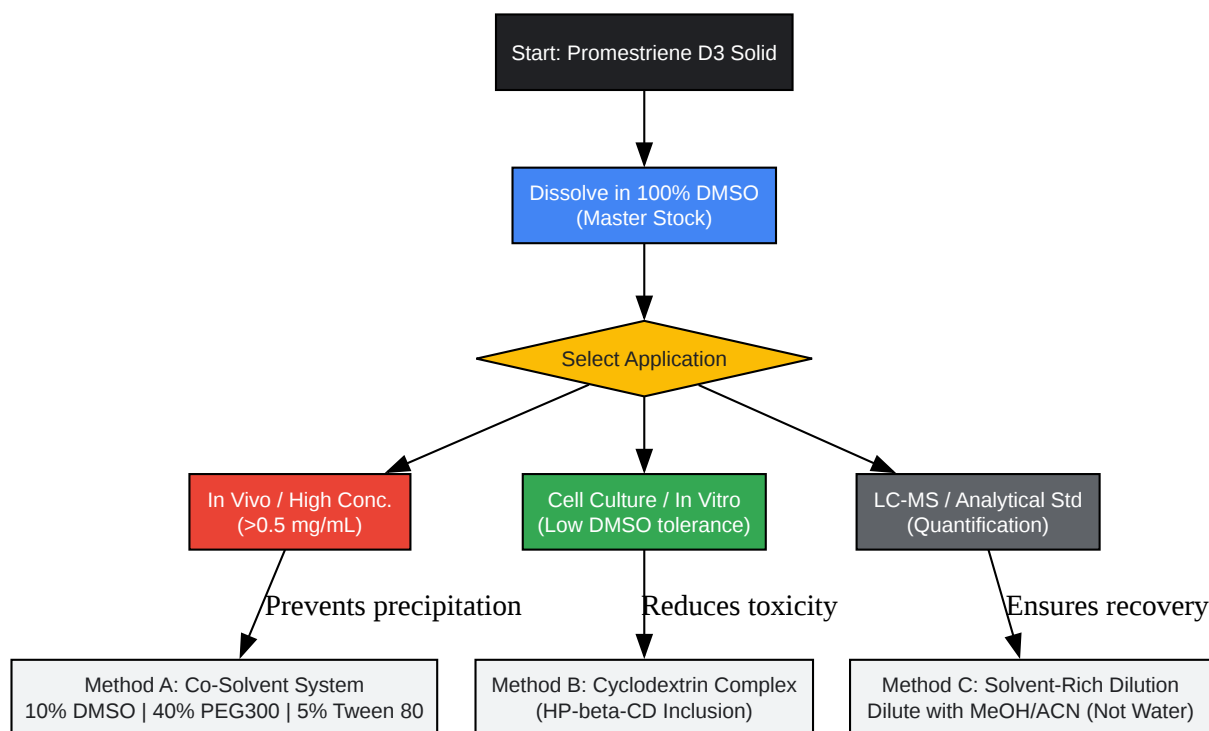 Start: Promestriene D3 Solid
Dissolve in 100% DMSO
(Master Stock)
Select Application
In Vivo / High Conc.
(>0.5 mg/mL)
Cell Culture / In Vitro
(Low DMSO tolerance)
LC-MS / Analytical Std
(Quantification)
Prevents precipitation
Reduces toxicity
Ensures recovery
Method A: Co-Solvent System
10% DMSO | 40% PEG300 | 5% Tween 80
Method B: Cyclodextrin Complex
(HP-beta-CD Inclusion)
Method C: Solvent-Rich Dilution
Dilute with MeOH/ACN (Not Water)